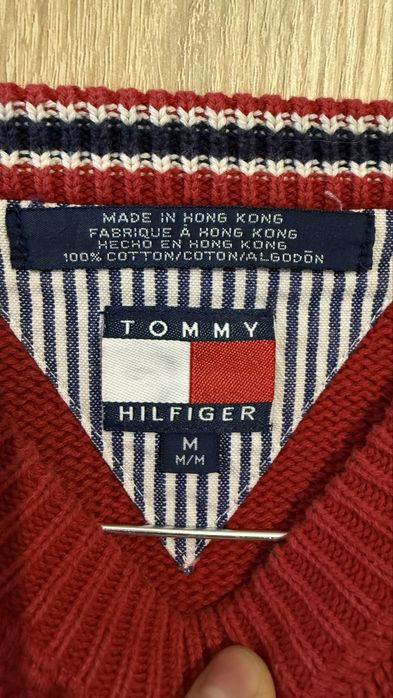 MADE IN HONG KONG
FABRIQUE À HONG KONG
HECHO EN HONG KONG
100% COTTON/COTON/ALGODÓN
TOMMY
HILFIGER
M
M/M